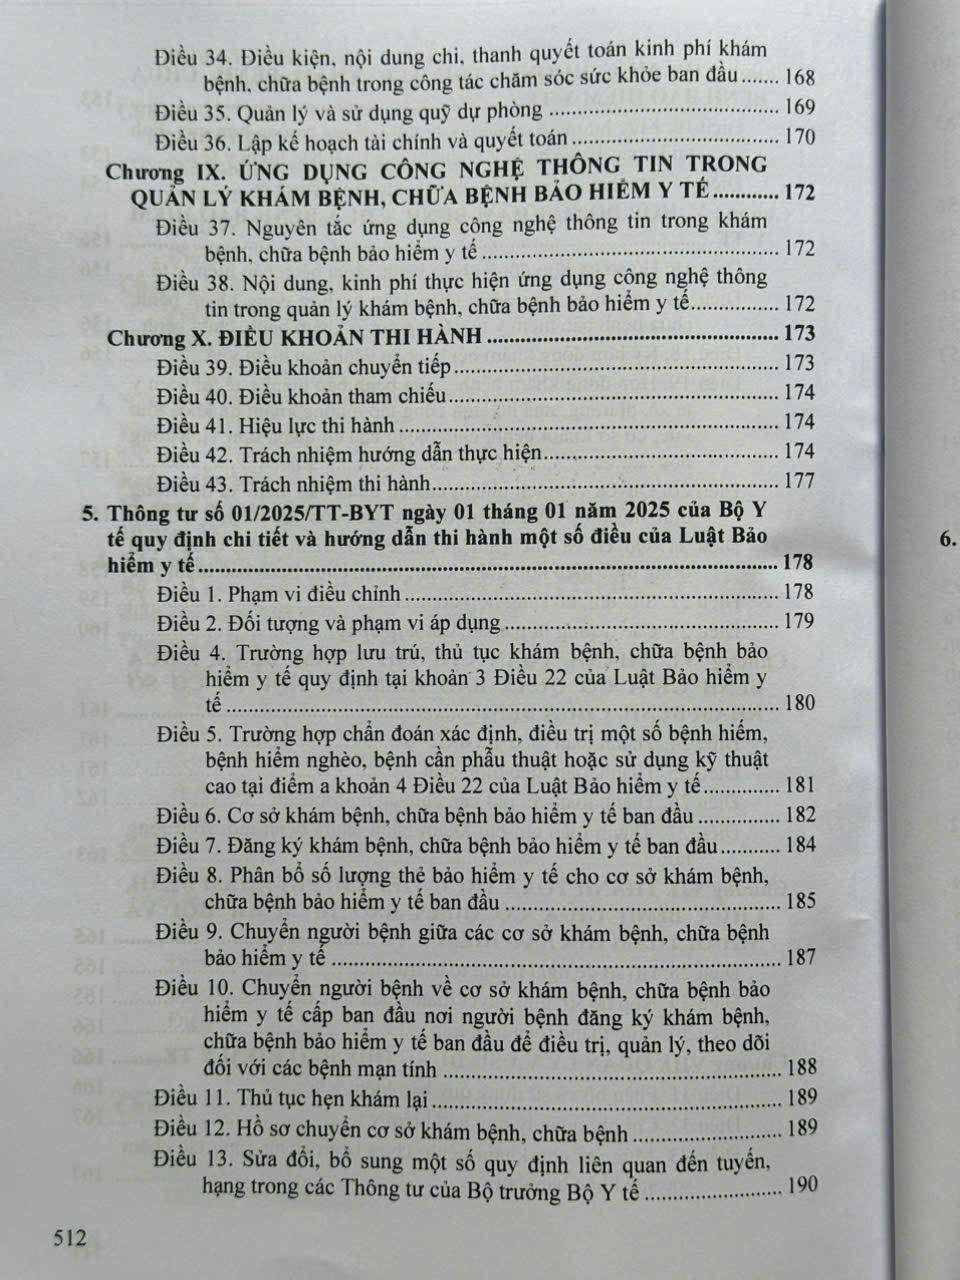 Điều 34. Điều kiện, nội dung chi, thanh quyết toán kinh phí khám
bệnh, chữa bệnh trong công tác chăm sóc sức khỏe ban đầu ....... 168
Điều 35. Quản lý và sử dụng quỹ dự phòng ........................................ 169
Điều 36. Lập kế hoạch tài chính và quyết toán ..................................... 170
Chương IX. ỨNG DỤNG CÔNG NGHỆ THÔNG TIN TRONG
QUẢN LÝ KHÁM BỆNH, CHỮA BỆNH BẢO HIỂM Y TẾ ........... 172
Điều 37. Nguyên tắc ứng dụng công nghệ thông tin trong khám
bệnh, chữa bệnh bảo hiểm y tế ..................................................... 172
Điều 38. Nội dung, kinh phí thực hiện ứng dụng công nghệ thông
tin trong quản lý khám bệnh, chữa bệnh bảo hiểm y tế ............... 172
Chương X. ĐIỀU KHOẢN THI HÀNH ................................................... 173
Điều 39. Điều khoản chuyển tiếp ......................................................... 173
Điều 40. Điều khoản tham chiếu .......................................................... 174
Điều 41. Hiệu lực thi hành ................................................................... 174
Điều 42. Trách nhiệm hướng dẫn thực hiện ......................................... 174
Điều 43. Trách nhiệm thi hành ............................................................. 177
5. Thông tư số 01/2025/TT-BYT ngày 01 tháng 01 năm 2025 của Bộ Y
tế quy định chi tiết và hướng dẫn thi hành một số điều của Luật Bảo
hiểm y tế ..................................................................................................... 178
Điều 1. Phạm vi điều chỉnh .................................................................. 178
Điều 2. Đối tượng và phạm vi áp dụng ................................................ 179
Điều 4. Trường hợp lưu trú, thủ tục khám bệnh, chữa bệnh bảo
hiểm y tế quy định tại khoản 3 Điều 22 của Luật Bảo hiểm y
tế .................................................................................................... 180
Điều 5. Trường hợp chẩn đoán xác định, điều trị một số bệnh hiếm,
bệnh hiểm nghèo, bệnh cần phẫu thuật hoặc sử dụng kỹ thuật
cao tại điểm a khoản 4 Điều 22 của Luật Bảo hiểm y tế ............. 181
Điều 6. Cơ sở khám bệnh, chữa bệnh bảo hiểm y tế ban đầu .............. 182
Điều 7. Đăng ký khám bệnh, chữa bệnh bảo hiểm y tế ban đầu ........... 184
Điều 8. Phân bổ số lượng thẻ bảo hiểm y tế cho cơ sở khám bệnh,
chữa bệnh bảo hiểm y tế ban đầu ................................................. 185
Điều 9. Chuyển người bệnh giữa các cơ sở khám bệnh, chữa bệnh
bảo hiểm y tế ................................................................................ 187
Điều 10. Chuyển người bệnh về cơ sở khám bệnh, chữa bệnh bảo
hiểm y tế cấp ban đầu nơi người bệnh đăng ký khám bệnh,
chữa bệnh bảo hiểm y tế ban đầu để điều trị, quản lý, theo dõi
đối với các bệnh mạn tính ............................................................ 188
Điều 11. Thủ tục hẹn khám lại ............................................................. 189
Điều 12. Hồ sơ chuyển cơ sở khám bệnh, chữa bệnh .......................... 189
Điều 13. Sửa đổi, bổ sung một số quy định liên quan đến tuyến,
hạng trong các Thông tư của Bộ trưởng Bộ Y tế ......................... 190
512
6.